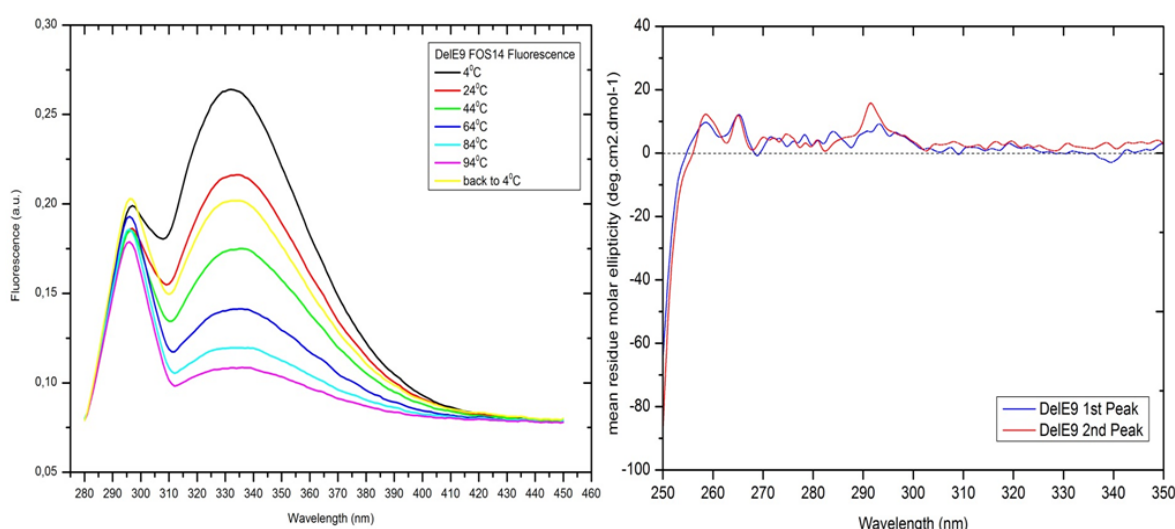 0,30
0,25
0,20
0,15
0,10
0,05
Fluorescence (a.u.)
DelE9 FOS14 Fluorescence
4⁰C
24⁰C
44⁰C
64⁰C
84⁰C
94⁰C
back to 4⁰C
280 290 300 310 320 330 340 350 360 370 380 390 400 410 420 430 440 450 460
Wavelength (nm)
mean residue molar ellipticity (deg.cm2.dmol-1)
40
20
0
-20
-40
-60
-80
-100
DelE9 1st Peak
DelE9 2nd Peak
250 260 270 280 290 300 310 320 330 340 350
Wavelength (nm)